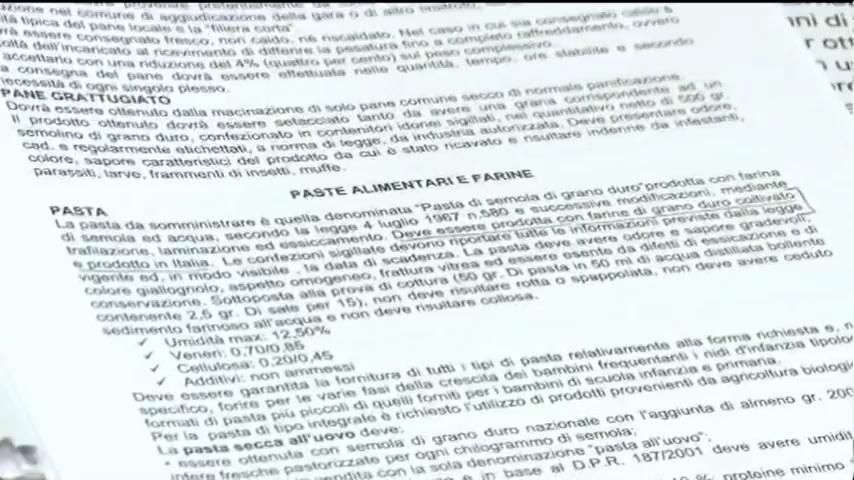 nel comune di aggiudicazione della gara o di altro limitrofo,
tipica del pane locale e la "filiera corta"
essere consegnato fresco, non caldo, né riscaldato. Nel caso in cui sia consegnato caldo è
dell'incaricato al ricevimento di differire la pesatura fino a completo raffreddamento, ovvero
accettarlo con una riduzione del 4% (quattro per cento) sul peso complessivo.
consegna del pane dovrà essere effettuata nelle quantità, tempo, ore stabilite e secondo
necessità di ogni singolo plesso.
PANE GRATTUGIATO
Dovrà essere ottenuto dalla macinazione di solo pane comune secco di normale panificazione.
Il prodotto ottenuto dovrà essere setacciato tanto da avere una grana corrispondente ad un
semolino di grano duro, confezionato in contenitori idonei sigillati, nel quantitativo netto di 500 gr.
cad. e regolarmente etichettati, a norma di legge, da industria autorizzata. Deve presentare odore,
colore, sapore caratteristici del prodotto da cui è stato ricavato e risultare indenne da infestanti,
parassiti, larve, frammenti di insetti, muffe.
PASTE ALIMENTARI E FARINE
PASTA
La pasta da somministrare è quella denominata "Pasta di semola di grano duro" prodotta con farina
di semola ed acqua, secondo la legge 4 luglio 1967 n.580 e successive modificazioni, mediante
trafilazione, laminazione ed essiccamento. Deve essere prodotta con farine di grano duro coltivato
e prodotto in Italia. Le confezioni sigillate devono riportare tutte le informazioni previste dalla legge
vigente ed, in modo visibile , la data di scadenza. La pasta deve avere odore e sapore gradevoli,
colore giallognolo, aspetto omogeneo, frattura vitrea ed essere esente da difetti di essiccazione e di
conservazione. Sottoposta alla prova di cottura (50 gr. Di pasta in 50 ml di acqua distillata bollente
contenente 2,5 gr. Di sale per 15), non deve risultare rotta o spappolata, non deve avere ceduto
sedimento farinoso all'acqua e non deve risultare collosa.
✓ Umidità max: 12,50%
✓ Veneri: 0,70/0,85
✓ Cellulosa: 0,20/0,45
✓ Additivi: non ammessi
Deve essere garantita la fornitura di tutti i tipi di pasta relativamente alla forma richiesta e, n
specifico, forire per le varie fasi della crescita dei bambini frequentanti i nidi d'infanzia tipolo
formati di pasta più piccoli di quelli forniti per i bambini di scuola infanzia e primaria.
Per la pasta di tipo integrale è richiesto l'utilizzo di prodotti provenienti da agricoltura biologi
La pasta secca all'uovo deve:
* essere ottenuta con semola di grano duro nazionale con l'aggiunta di almeno gr. 200
intere fresche pastorizzate per ogni chilogrammo di semola;
vendita con la sola denominazione "pasta all'uovo";
e in base al D.P.R. 187/2001 deve avere umidit
%, proteine minimo